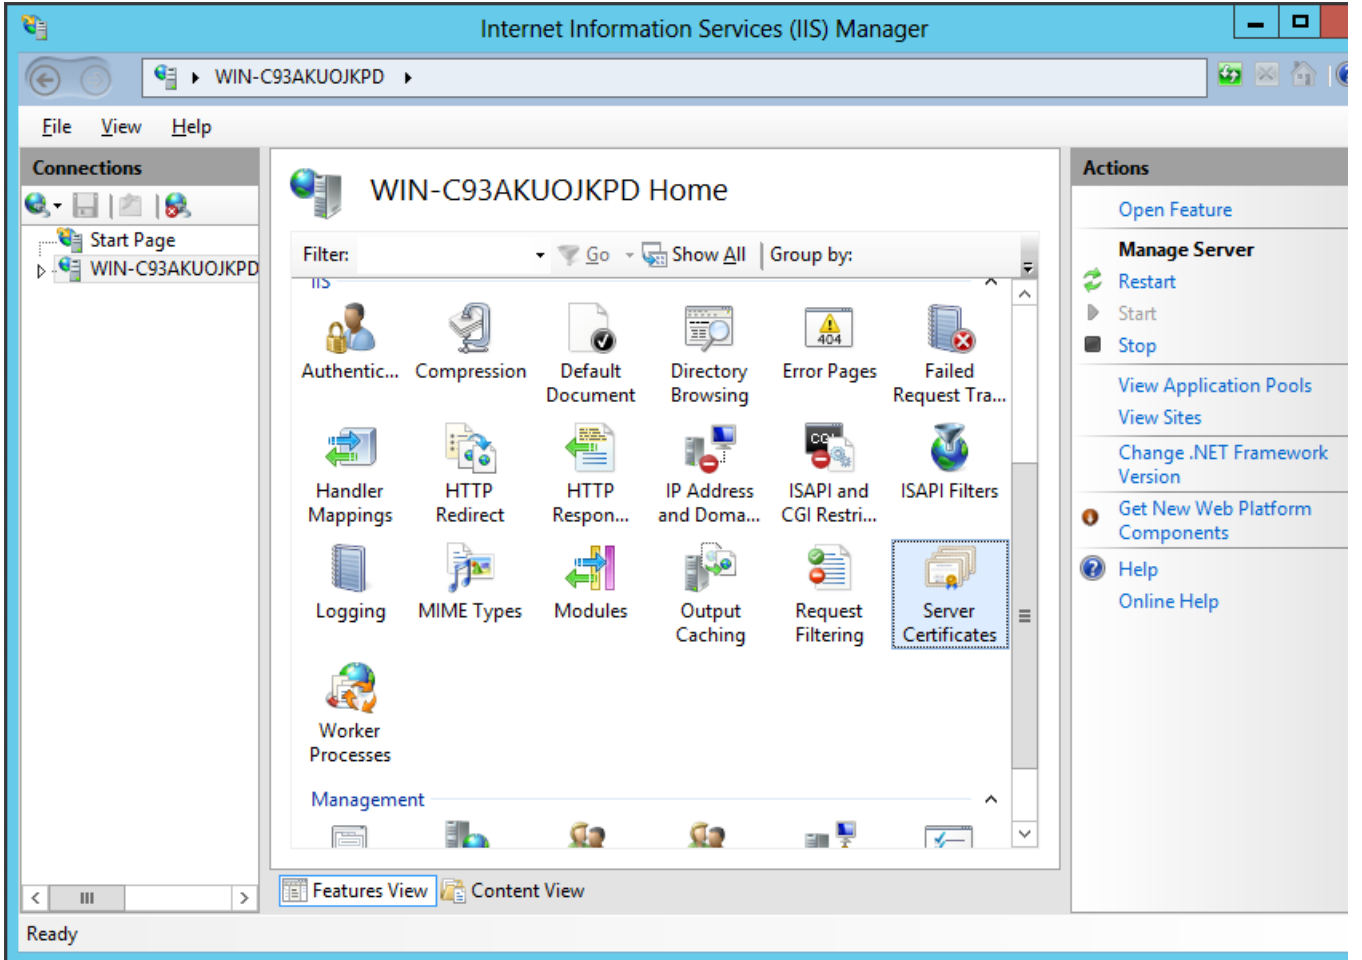 Internet Information Services (IIS) Manager
WIN-C93AKUOJKPD
File View Help
Connections
Start Page
WIN-C93AKUOJKPD
WIN-C93AKUOJKPD Home
Filter: Go Show All Group by:
IIS
Authentic... Compression Default Directory Error Pages Failed
Document Browsing Request Tra...
CGI
404
Handler HTTP HTTP IP Address ISAPI and ISAPI Filters
Mappings Redirect Respon... and Doma... CGI Restri...
Logging MIME Types Modules Output Request Server
Caching Filtering Certificates
Worker
Processes
Management
Features View Content View
Actions
Open Feature
Manage Server
Restart
Start
Stop
View Application Pools
View Sites
Change .NET Framework
Version
Get New Web Platform
Components
Help
Online Help
Ready